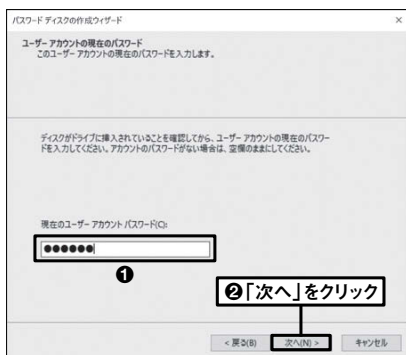 パスワード ディスクの作成ウィザード
×
ユーザー アカウントの現在のパスワード
このユーザー アカウントの現在のパスワードを入力します。
ディスクがドライブに挿入されていることを確認してから、ユーザー アカウントの現在のパスワー
ドを入力してください。アカウントのパスワードがない場合は、空欄のままにしてください。
現在のユーザー アカウント パスワード(C):
●●●●●●
❶
❷「次へ」をクリック
< 戻る(B)
次へ(N) >
キャンセル